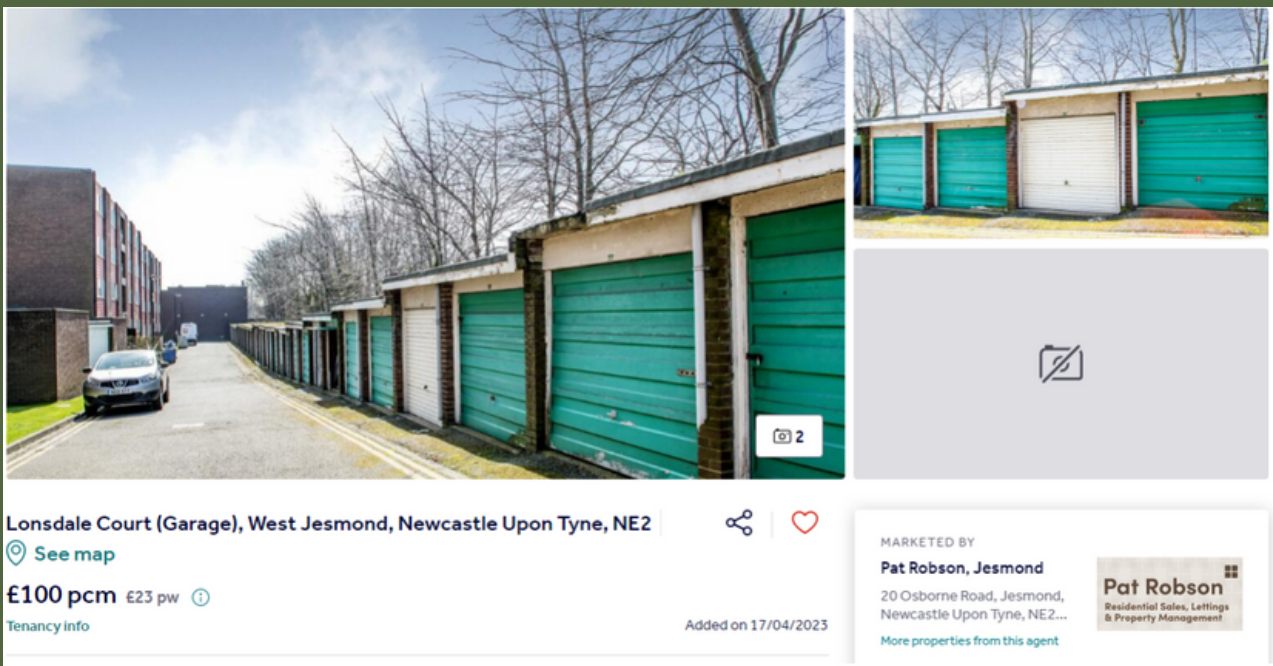 2
Lonsdale Court (Garage), West Jesmond, Newcastle Upon Tyne, NE2
See map
£100 pcm £23 pw
Tenancy info
Added on 17/04/2023
MARKETED BY
Pat Robson, Jesmond
20 Osborne Road, Jesmond,
Newcastle Upon Tyne, NE2...
More properties from this agent
Pat Robson
Residential Sales, Lettings
& Property Management